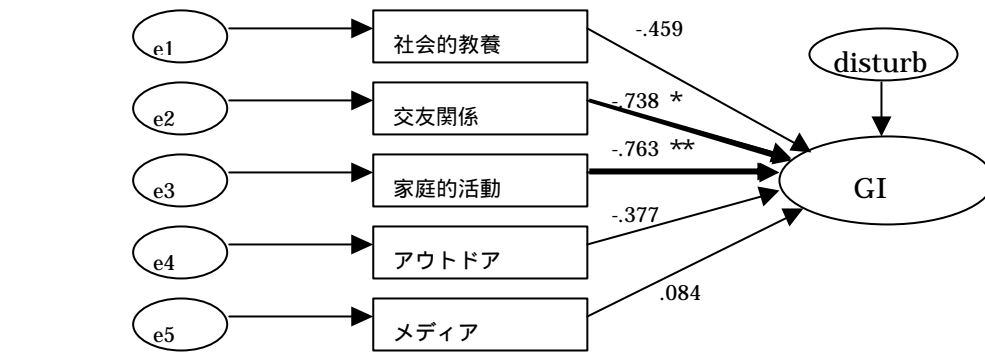 e1
社会的教養
-.459
disturb
e2
交友関係
-.738 *
e3
家庭的活動
-.763 **
GI
e4
アウトドア
-.377
e5
メディア
.084